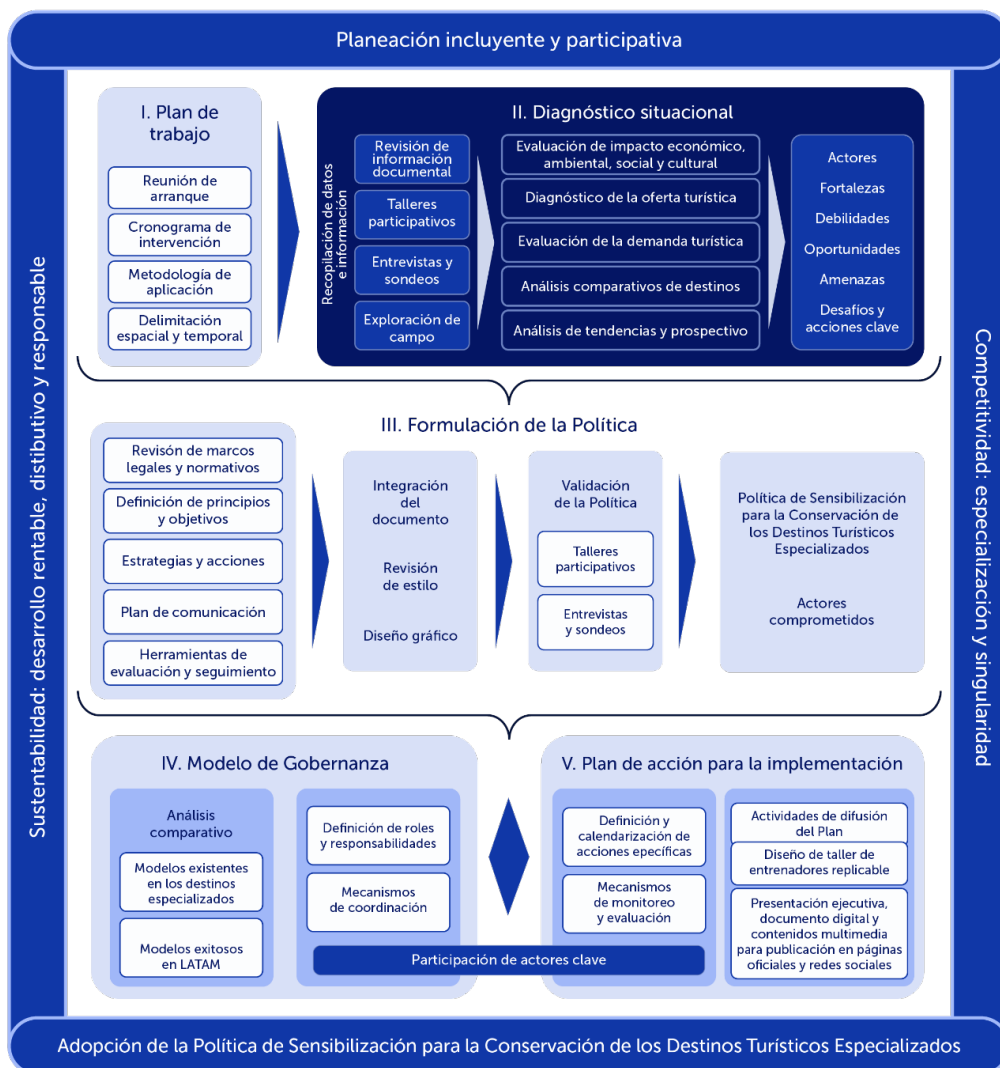 Planeación incluyente y participativa
Sustentabilidad: desarrollo rentable, distributivo y responsable
I. Plan de
trabajo
Reunión de
arranque
Cronograma de
intervención
Metodología de
aplicación
Delimitación
espacial y temporal
II. Diagnóstico situacional
Recopilación de datos
e información
Revisión de
información
documental
Talleres
participativos
Entrevistas y
sondeos
Exploración de
campo
Evaluación de impacto económico,
ambiental, social y cultural
Diagnóstico de la oferta turística
Evaluación de la demanda turística
Análisis comparativos de destinos
Análisis de tendencias y prospectivo
Actores
Fortalezas
Debilidades
Oportunidades
Amenazas
Desafíos y
acciones clave
Competitividad: especialización y singularidad
III. Formulación de la Política
Revisón de marcos
legales y normativos
Definición de principios
y objetivos
Estrategias y acciones
Plan de comunicación
Herramientas de
evaluación y seguimiento
Integración
del
documento
Revisión
de estilo
Diseño gráfico
Validación
de la Política
Talleres
participativos
Entrevistas
y sondeos
Política de Sensibilización
para la Conservación de
los Destinos Turísticos
Especializados
Actores
comprometidos
IV. Modelo de Gobernanza
Análisis
comparativo
Modelos existentes
en los destinos
especializados
Modelos exitosos
en LATAM
Definición de roles
y responsabilidades
Mecanismos
de coordinación
V. Plan de acción para la implementación
Definición y
calendarización de
acciones epecíficas
Mecanismos
de monitoreo
y evaluación
Actividades de difusión
del Plan
Diseño de taller de
entrenadores replicable
Presentación ejecutiva,
documento digital y
contenidos multimedia
para publicación en páginas
oficiales y redes sociales
Participación de actores clave
Adopción de la Política de Sensibilización para la Conservación de los Destinos Turísticos Especializados